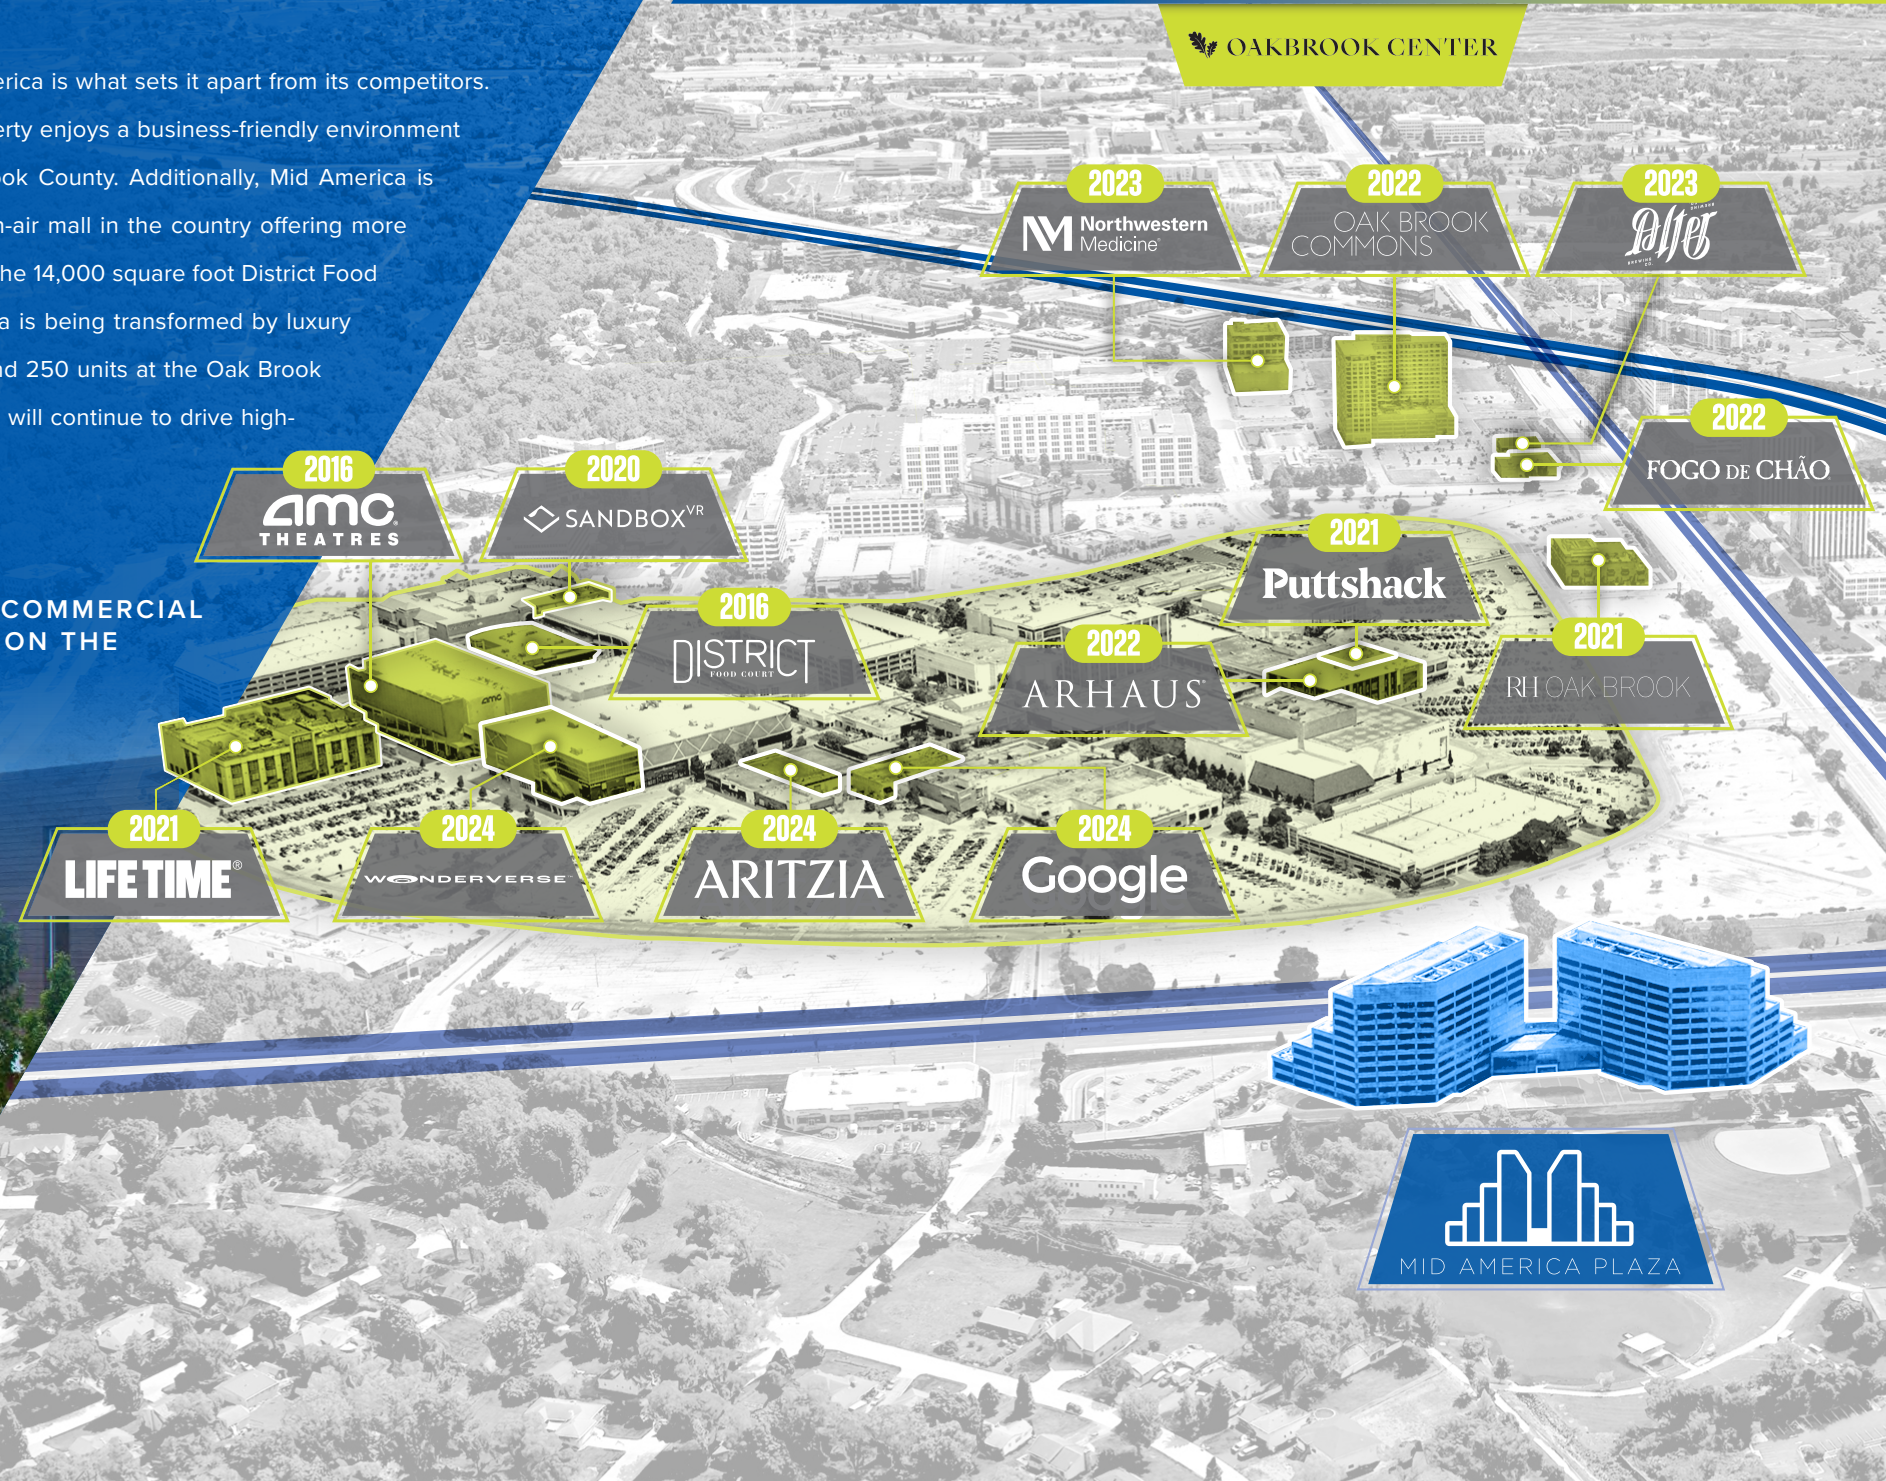 OAKBROOK CENTER
erica is what sets it apart from its competitors.
erty enjoys a business-friendly environment
ok County. Additionally, Mid America is
n-air mall in the country offering more
he 14,000 square foot District Food
a is being transformed by luxury
nd 250 units at the Oak Brook
will continue to drive high-
COMMERCIAL
ON THE
2023
Northwestern
Medicine
2022
OAK BROOK
COMMONS
2023
Alter
BREWING
CO.
2022
FOGO DE CHÃO
2016
amc
THEATRES
2020
SANDBOXVR
2021
Puttshack
2016
DISTRICT
FOOD COURT
2022
ARHAUS
2021
RH OAK BROOK
amc
2021
LIFE TIME®
2024
WONDERVERSE
2024
ARITZIA
2024
Google
MID AMERICA PLAZA